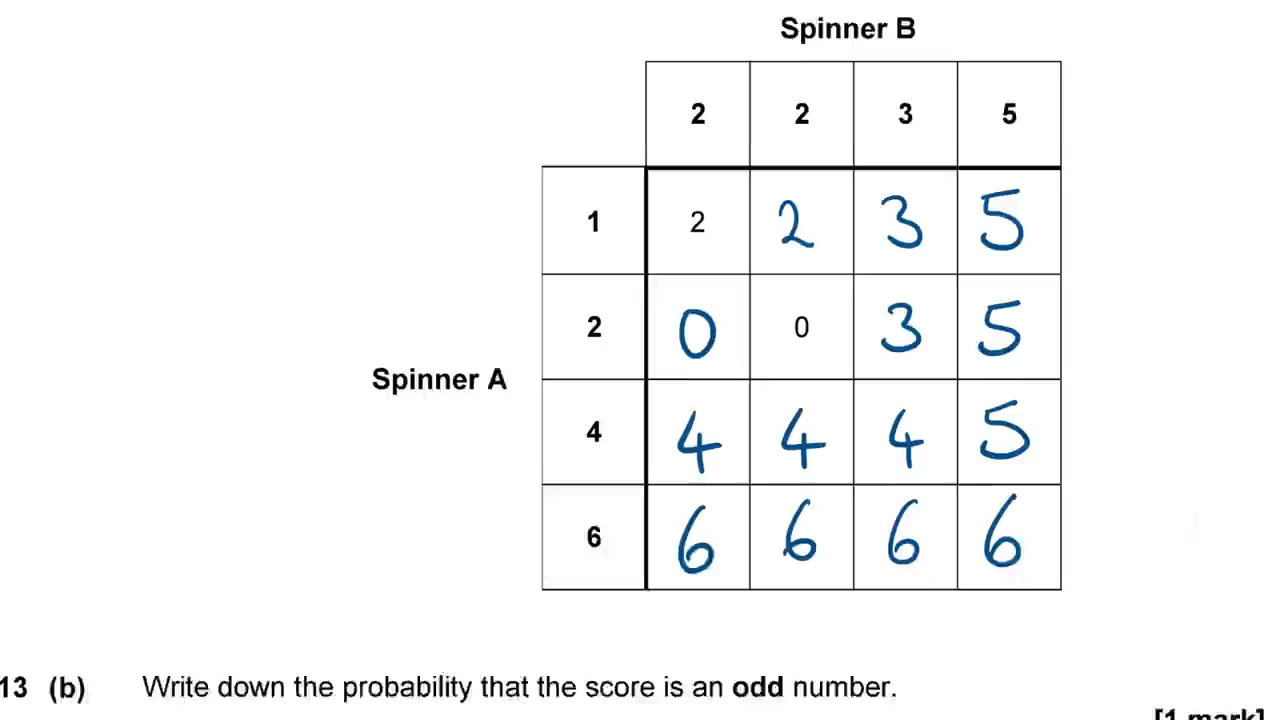 Spinner B
2 2 3 5
1 2 2 3 5
2 0 0 3 5
Spinner A
4 4 4 4 5
6 6 6 6 6
13 (b) Write down the probability that the score is an odd number.
[1 mark]